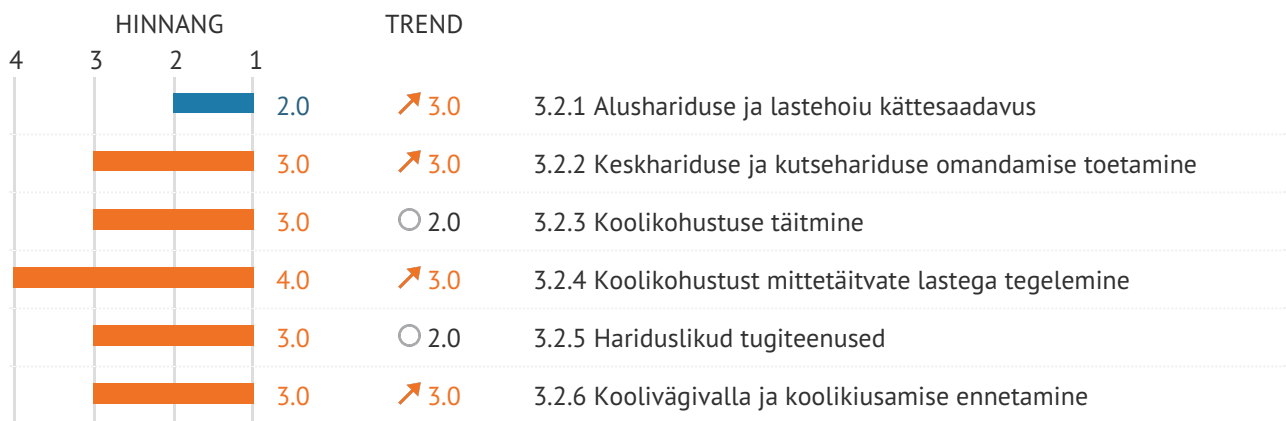 HINNANG TREND
4 3 2 1
2.0 3.0 3.2.1 Alushariduse ja lastehoiu kättesaadavus
3.0 3.0 3.2.2 Keskhariduse ja kutsehariduse omandamise toetamine
3.0 2.0 3.2.3 Koolikohustuse täitmine
4.0 3.0 3.2.4 Koolikohustust mittetäitvate lastega tegelemine
3.0 2.0 3.2.5 Hariduslikud tugiteenused
3.0 3.0 3.2.6 Koolivägivalla ja koolikiusamise ennetamine